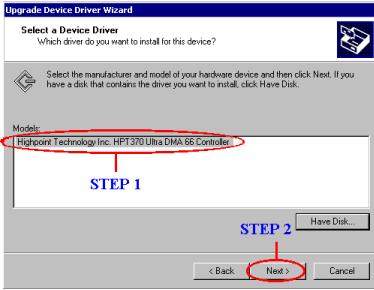 Upgrade Device Driver Wizard
Select a Device Driver
Which driver do you want to install for this device?
Select the manufacturer and model of your hardware device and then click Next. If you
have a disk that contains the driver you want to install, click Have Disk.
Models:
Highpoint Technology Inc. HPT370 Ultra DMA 66 Controller
STEP 1
STEP 2
Have Disk...
< Back
Next >
Cancel